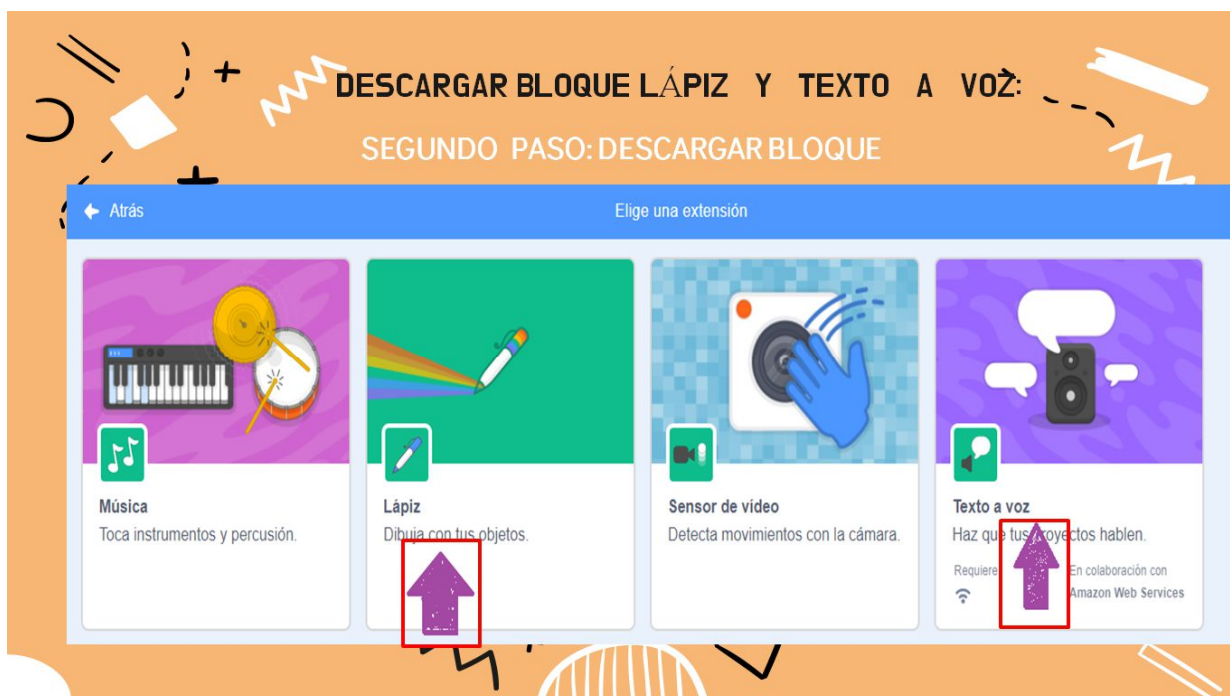 DESCARGAR BLOQUE LÁPIZ Y TEXTO A VOZ:
SEGUNDO PASO: DESCARGAR BLOQUE
Atrás
Elige una extensión
Música
Toca instrumentos y percusión.
Lápiz
Dibuja con tus objetos.
Sensor de vídeo
Detecta movimientos con la cámara.
Texto a voz
Haz que tus proyectos hablen.
Requiere
En colaboración con
Amazon Web Services